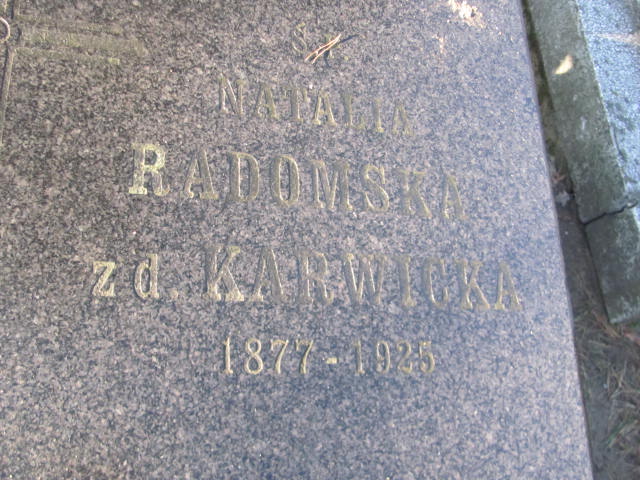 NATALIA
RADOMSKA
zd. KARWICKA
1877-1925